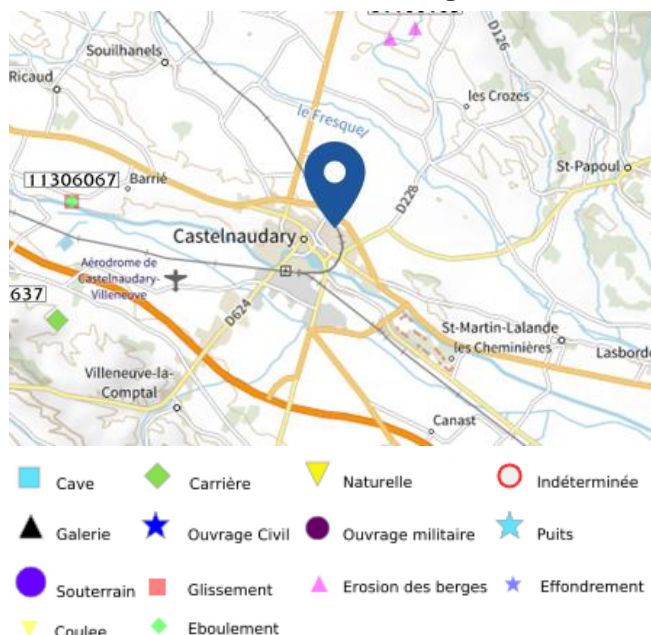 Souilhanels
D126
Ricaud
les Crozes
le Fresquel
St-Papoul
11306067
Barrié
D228
Castelnaudary
Aérodrome de
Castelnaudary-
Villeneuve
637
D624
St-Martin-Lalande
les Cheminières
Lasborde
Villeneuve-la-
Comptal
Canast
Cave
Carrière
Naturelle
Indéterminée
Galerie
Ouvrage Civil
Ouvrage militaire
Puits
Souterrain
Glissement
Erosion des berges
Effondrement
Coulee
Eboulement